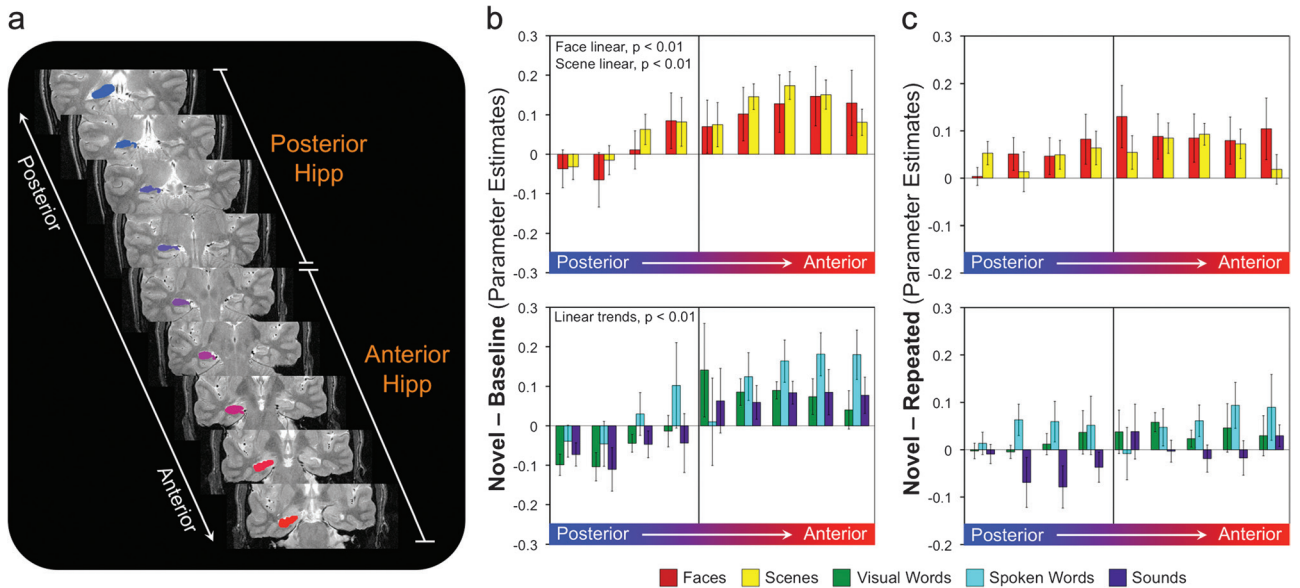 a
Posterior
Anterior
Posterior
Hipp
Anterior
Hipp
b
Novel – Baseline (Parameter Estimates)
0.3
0.2
0.1
0
-0.1
-0.2
-0.3
Face linear, p < 0.01
Scene linear, p < 0.01
Posterior
Anterior
0.3
0.2
0.1
0
-0.1
-0.2
-0.3
Linear trends, p < 0.01
Posterior
Anterior
c
Novel – Repeated (Parameter Estimates)
0.3
0.2
0.1
0
-0.1
-0.2
Posterior
Anterior
0.3
0.2
0.1
0
-0.1
-0.2
Posterior
Anterior
Faces
Scenes
Visual Words
Spoken Words
Sounds